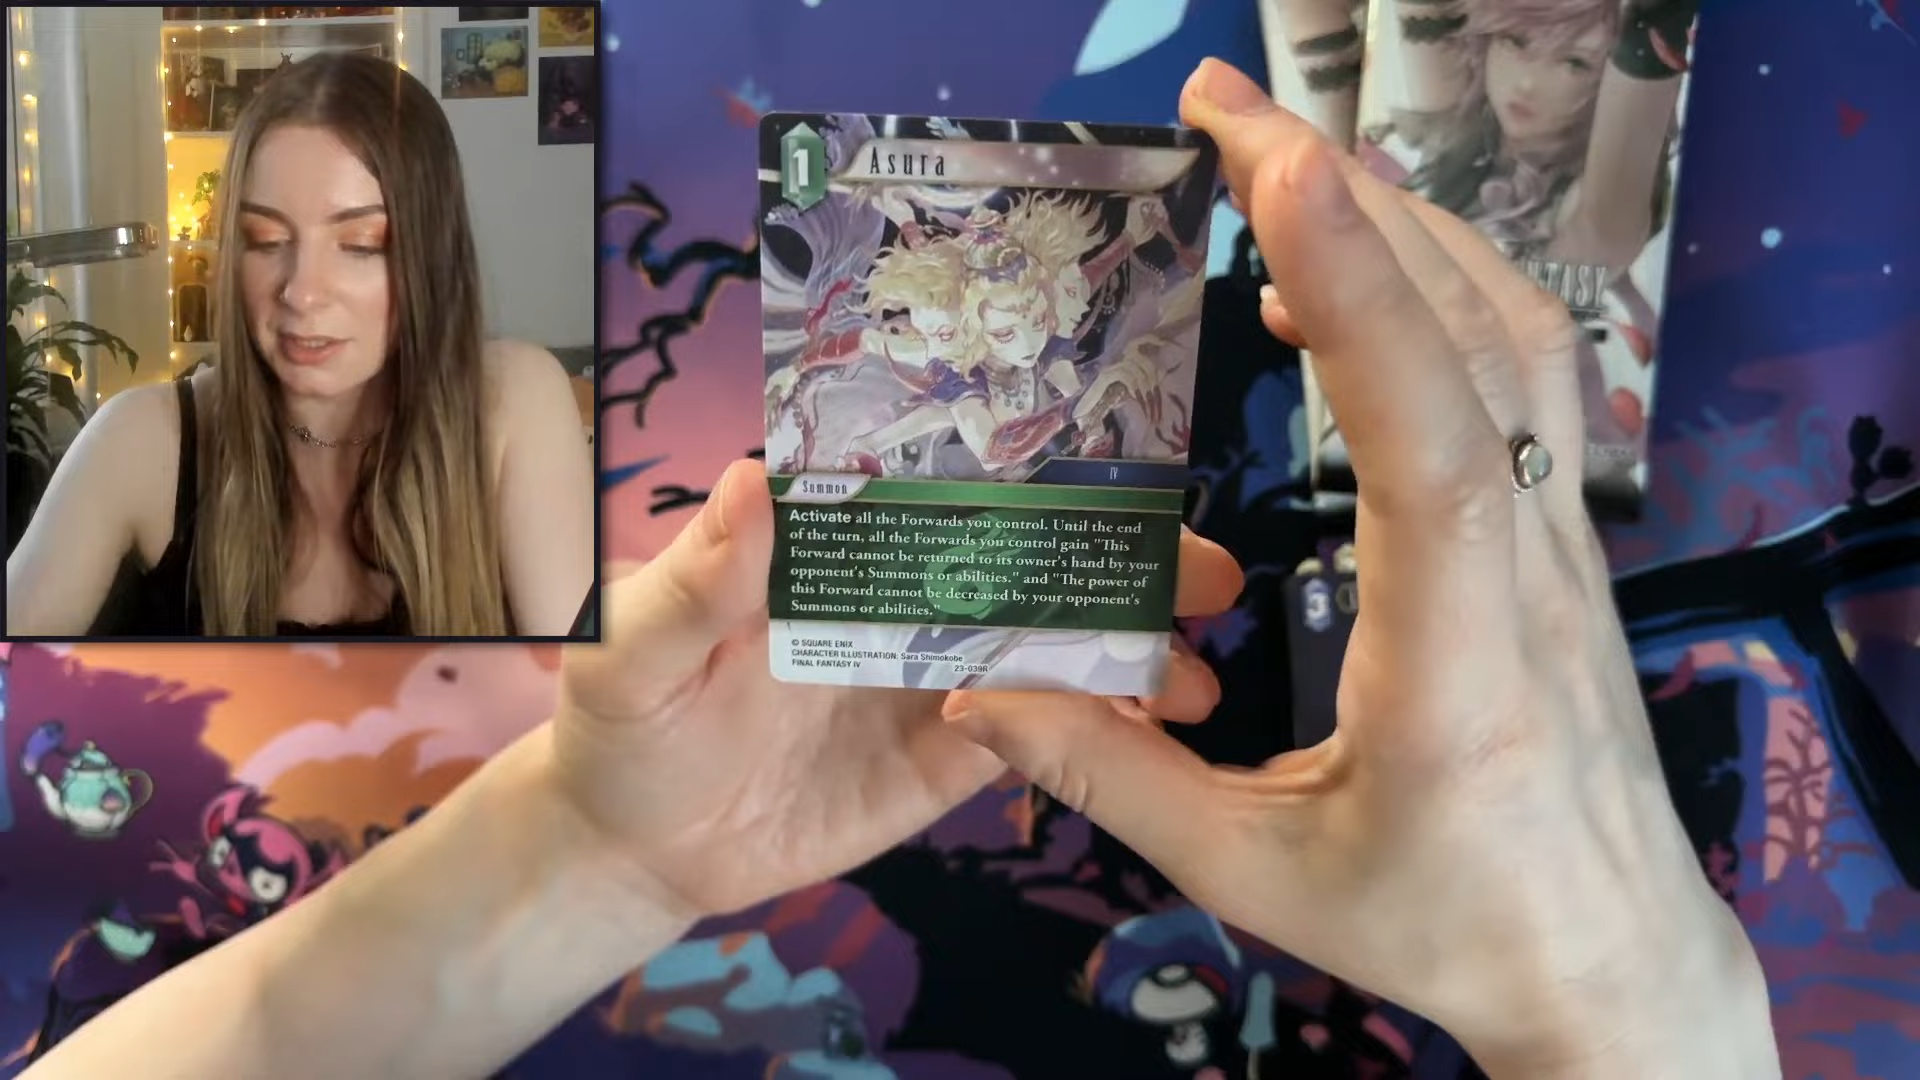 1
Asura
IV
Summon
Activate all the Forwards you control. Until the end
of the turn, all the Forwards you control gain "This
Forward cannot be returned to its owner's hand by your
opponent's Summons or abilities." and "The power of
this Forward cannot be decreased by your opponent's
Summons or abilities."
© SQUARE ENIX
CHARACTER ILLUSTRATION: Sara Shimokobe
FINAL FANTASY IV
23-039R
3